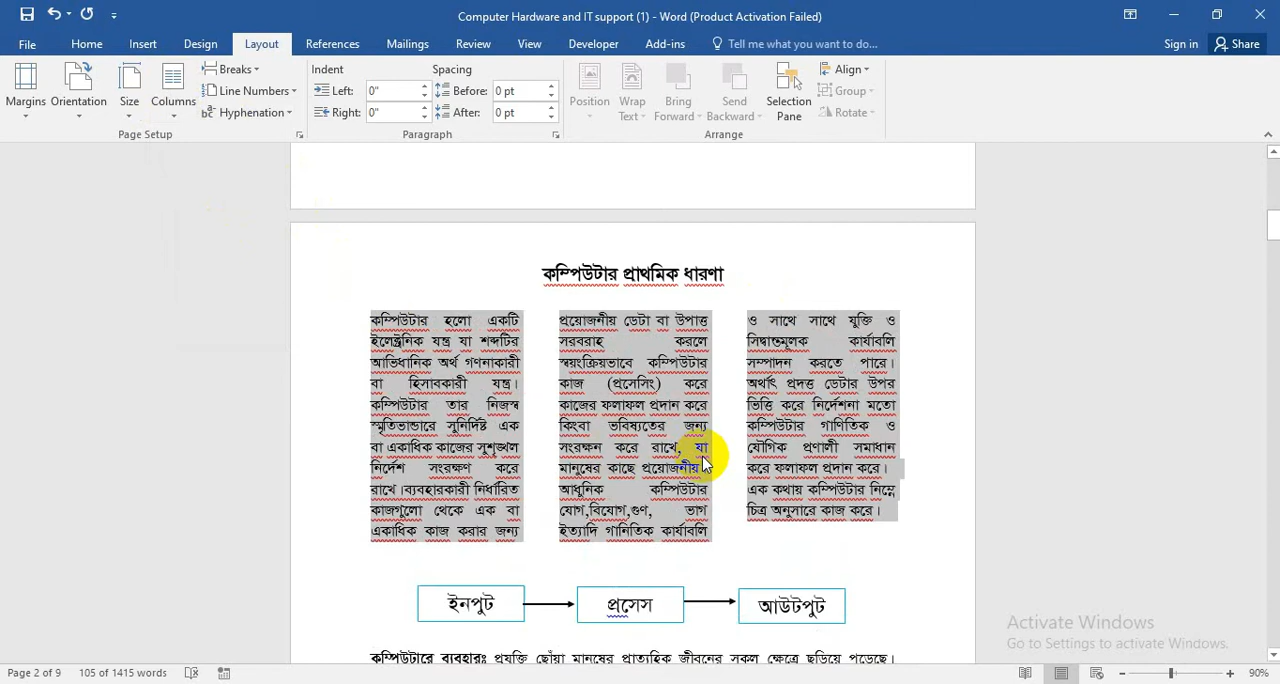 Computer Hardware and IT support (1) - Word (Product Activation Failed)
File Home Insert Design Layout References Mailings Review View Developer Add-ins Tell me what you want to do... Sign in Share
Margins Orientation Size Columns
Breaks
Line Numbers
Hyphenation
Page Setup
Indent Spacing
Left: 0" Before: 0 pt
Right: 0" After: 0 pt
Paragraph
Position Wrap Text Bring Forward Send Backward Selection Pane
Align
Group
Rotate
Arrange
কম্পিউটার প্রাথমিক ধারণা
কম্পিউটার হলো একটি
ইলেক্ট্রনিক যন্ত্র যা শব্দটির
আভিধানিক অর্থ গণনাকারী
বা হিসাবকারী যন্ত্র।
কম্পিউটার তার নিজস্ব
স্মৃতিভান্ডারে সুনির্দিষ্ট এক
বা একাধিক কাজের সুশৃঙ্খল
নির্দেশ সংরক্ষণ করে
রাখে।ব্যবহারকারী নির্ধারিত
কাজগুলো থেকে এক বা
একাধিক কাজ করার জন্য
প্রয়োজনীয় ডেটা বা উপাত্ত
সরবরাহ করলে
স্বয়ংক্রিয়ভাবে কম্পিউটার
কাজ (প্রসেসিং) করে
কাজের ফলাফল প্রদান করে
কিংবা ভবিষ্যতের জন্য
সংরক্ষন করে রাখে, যা
মানুষের কাছে প্রয়োজনীয়
আধুনিক কম্পিউটার
যোগ,বিযোগ,গুণ, ভাগ
ইত্যাদি গানিতিক কার্যাবলি
ও সাথে সাথে যুক্তি ও
সিদ্বান্তমূলক কার্যাবলি
সম্পাদন করতে পারে।
অর্থাৎ প্রদত্ত ডেটার উপর
ভিত্তি করে নির্দেশনা মতো
কম্পিউটার গাণিতিক ও
যৌগিক প্রণালী সমাধান
করে ফলাফল প্রদান করে।
এক কথায় কম্পিউটার নিম্নে
চিত্র অনুসারে কাজ করে।
ইনপুট প্রসেস আউটপুট
কম্পিউটারে ব্যবহারঃ প্রযুক্তি ছোঁয়া মানুষের প্রাত্যহিক জীবনের সকল ক্ষেত্রে ছড়িয়ে পড়েছে।
Activate Windows
Go to Settings to activate Windows.
Page 2 of 9 105 of 1415 words 90%